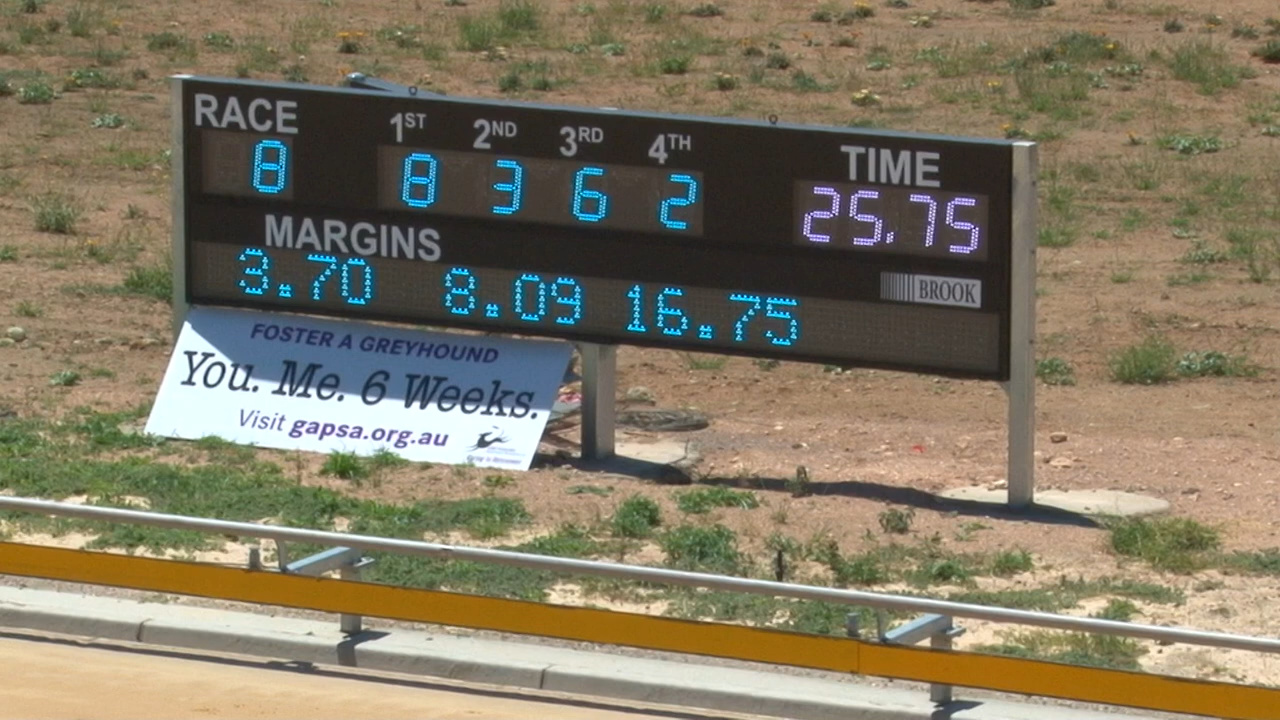 RACE 1ST 2ND 3RD 4TH TIME
8 8 3 6 2 25.75
MARGINS
BROOK
3.70 8.09 16.75
FOSTER A GREYHOUND
You. Me. 6 Weeks.
Visit gapsa.org.au